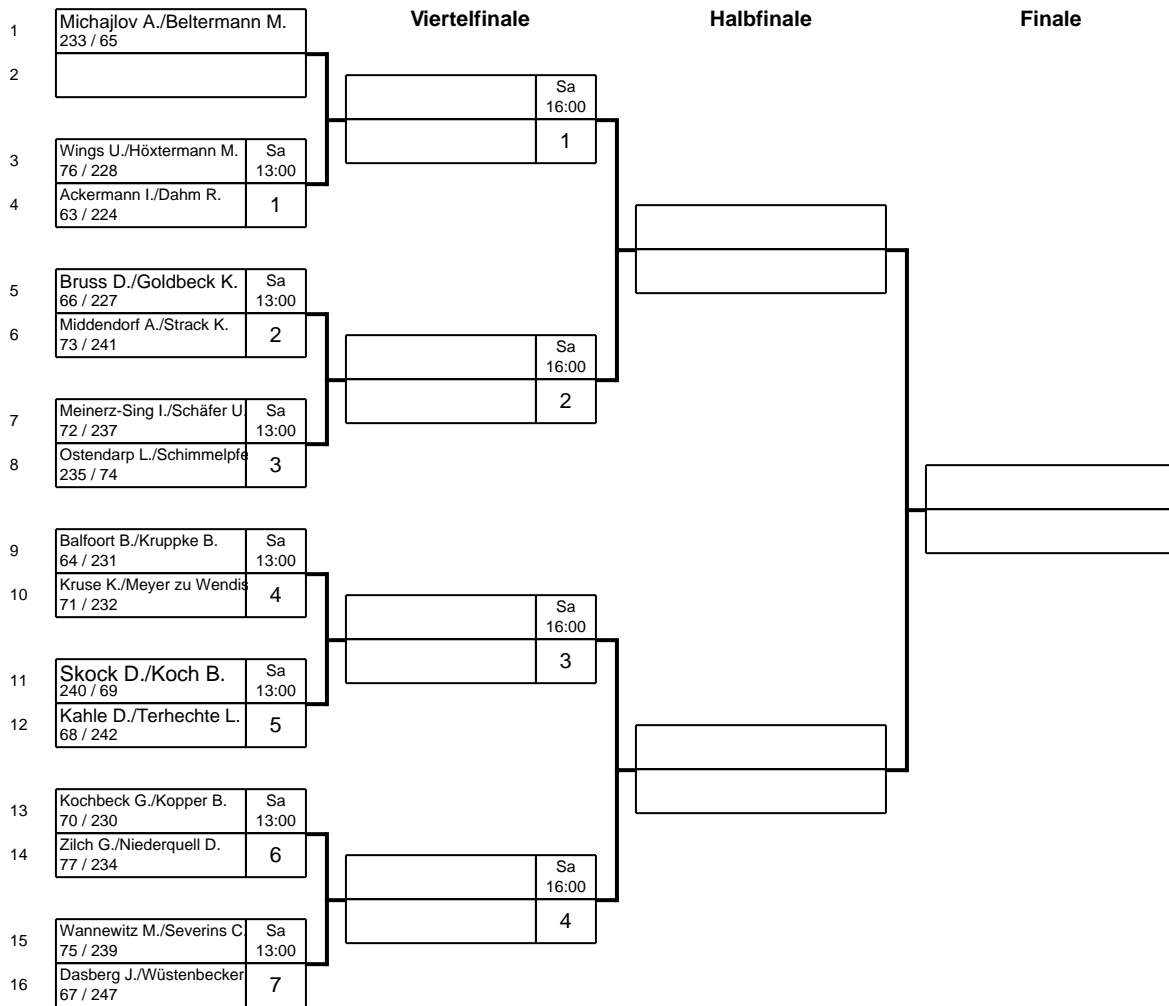 Viertelfinale Halbfinale Finale
1 Michajlov A./Beltermann M.
233 / 65
2
Sa
16:00
1
3 Wings U./Höxtermann M. Sa
76 / 228 13:00
4 Ackermann I./Dahm R. 1
63 / 224
5 Bruss D./Goldbeck K. Sa
66 / 227 13:00
6 Middendorf A./Strack K. 2
73 / 241
Sa
16:00
2
7 Meinerz-Sing I./Schäfer U. Sa
72 / 237 13:00
8 Ostendarp L./Schimmelpfe 3
235 / 74
9 Balfoort B./Kruppke B. Sa
64 / 231 13:00
10 Kruse K./Meyer zu Wendis 4
71 / 232
Sa
16:00
3
11 Skock D./Koch B. Sa
240 / 69 13:00
12 Kahle D./Terhechte L. 5
68 / 242
13 Kochbeck G./Kopper B. Sa
70 / 230 13:00
14 Zilch G./Niederquell D. 6
77 / 234
Sa
16:00
4
15 Wannewitz M./Severins C. Sa
75 / 239 13:00
16 Dasberg J./Wüstenbecker 7
67 / 247